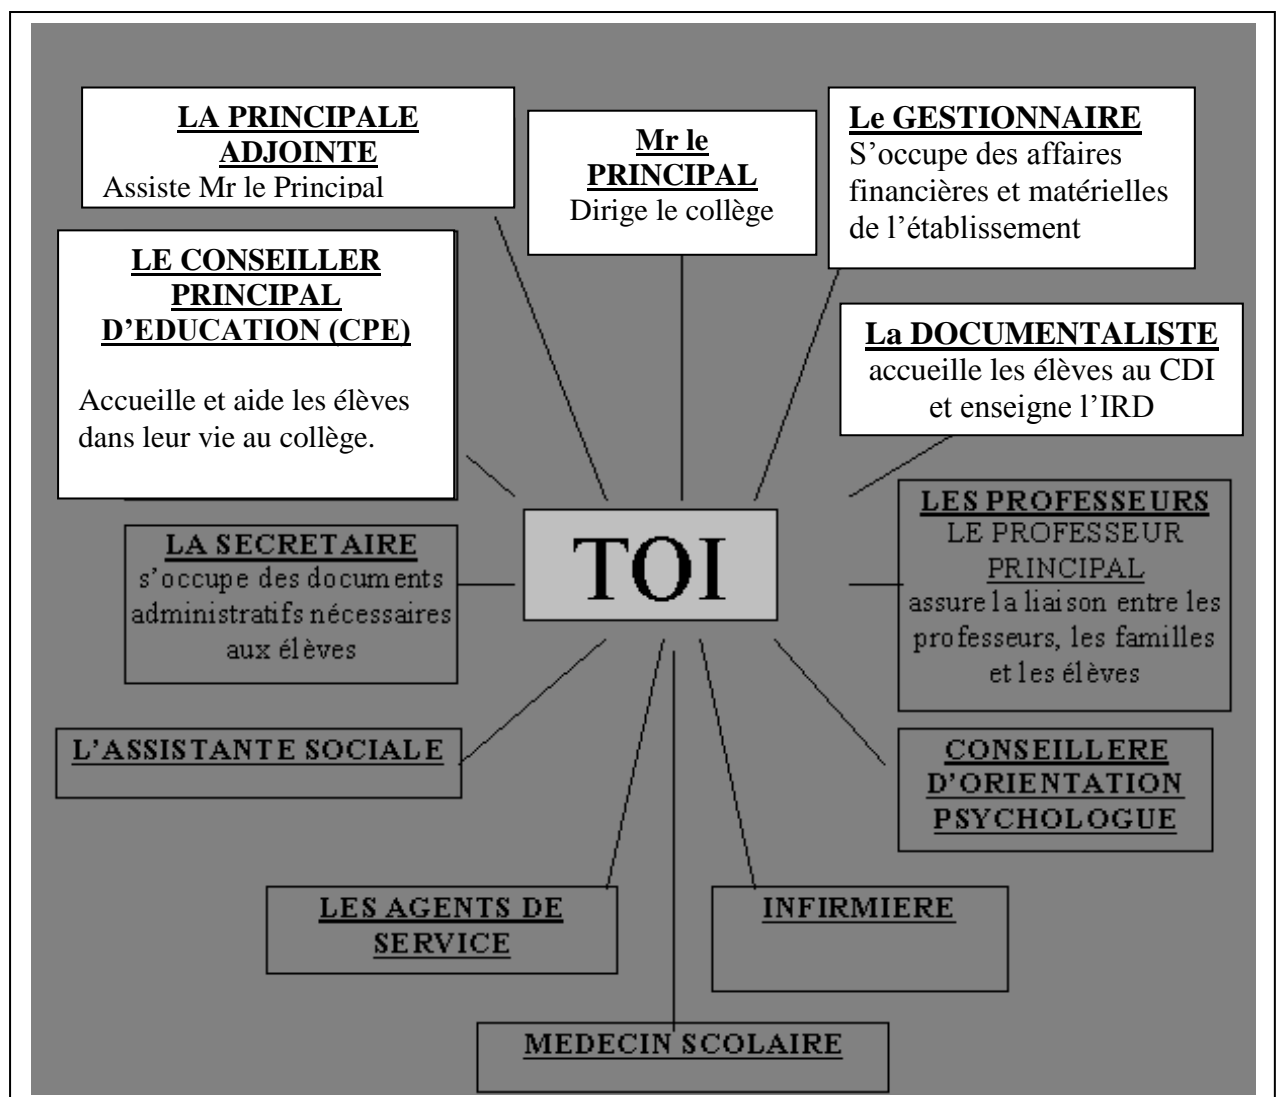 LA PRINCIPALE
ADJOINTE
Assiste Mr le Principal
Mr le
PRINCIPAL
Dirige le collège
Le GESTIONNAIRE
S’occupe des affaires
financières et matérielles
de l’établissement
LE CONSEILLER
PRINCIPAL
D’EDUCATION (CPE)
Accueille et aide les élèves
dans leur vie au collège.
La DOCUMENTALISTE
accueille les élèves au CDI
et enseigne l’IRD
TOI
LA SECRETAIRE
s’occupe des documents
administratifs nécessaires
aux élèves
LES PROFESSEURS
LE PROFESSEUR
PRINCIPAL
assure la liaison entre les
professeurs, les familles
et les élèves
L’ASSISTANTE SOCIALE
CONSEILLERE
D’ORIENTATION
PSYCHOLOGUE
LES AGENTS DE
SERVICE
INFIRMIERE
MEDECIN SCOLAIRE